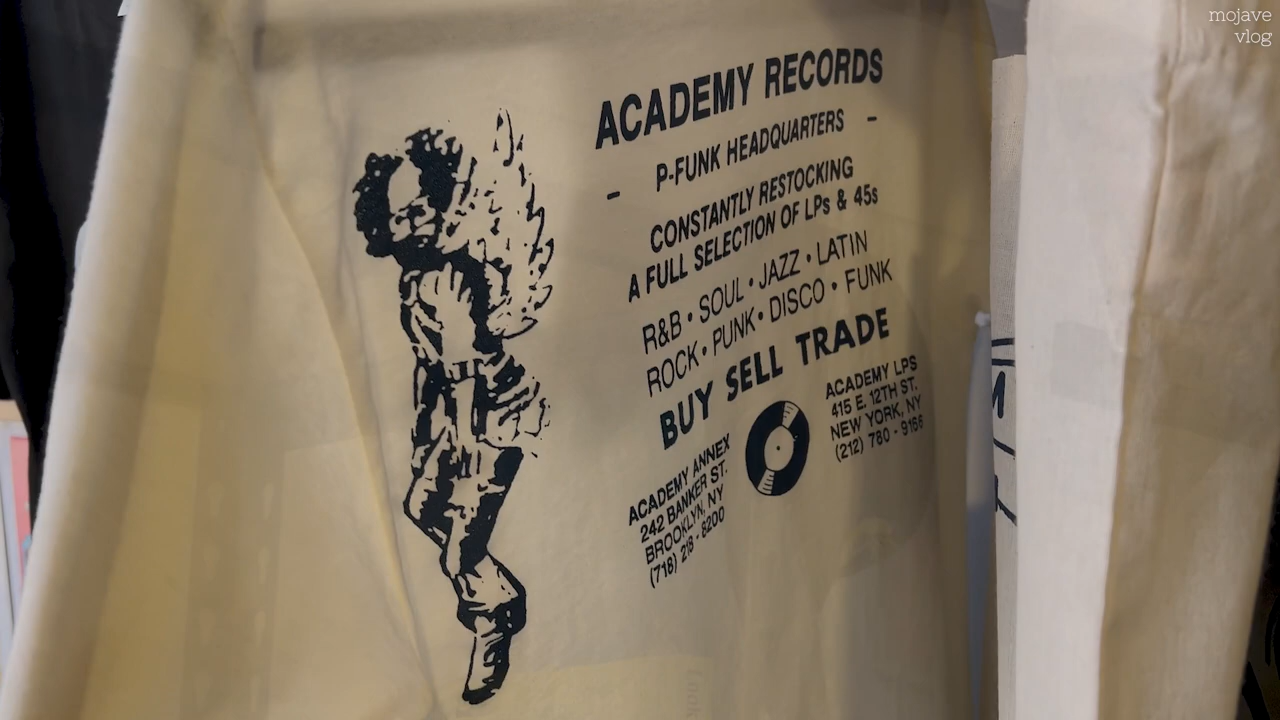 mojave
vlog
ACADEMY RECORDS
- P-FUNK HEADQUARTERS -
CONSTANTLY RESTOCKING
A FULL SELECTION OF LPs & 45s
R&B • SOUL • JAZZ • LATIN
ROCK • PUNK • DISCO • FUNK
BUY SELL TRADE
ACADEMY ANNEX
242 BANKER ST.
BROOKLYN, NY
(718) 218 - 8200
ACADEMY LPS
415 E. 12TH ST.
NEW YORK, NY
(212) 780 - 9166